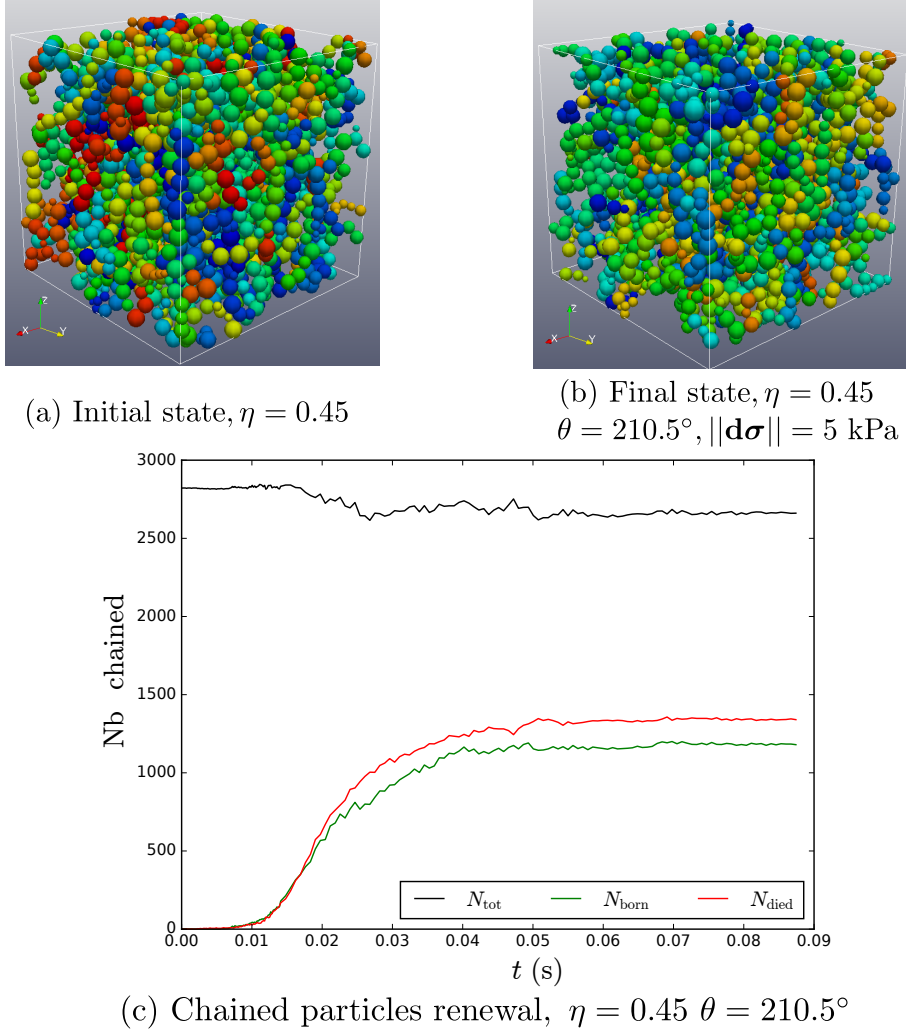 Z
X
Y
Z
X
Y
(a) Initial state, η = 0.45
(b) Final state, η = 0.45
θ = 210.5°, ||dσ|| = 5 kPa
3000
2500
2000
1500
1000
500
0
Nb chained
N_tot N_born N_died
0.00 0.01 0.02 0.03 0.04 0.05 0.06 0.07 0.08 0.09
t (s)
(c) Chained particles renewal, η = 0.45 θ = 210.5°